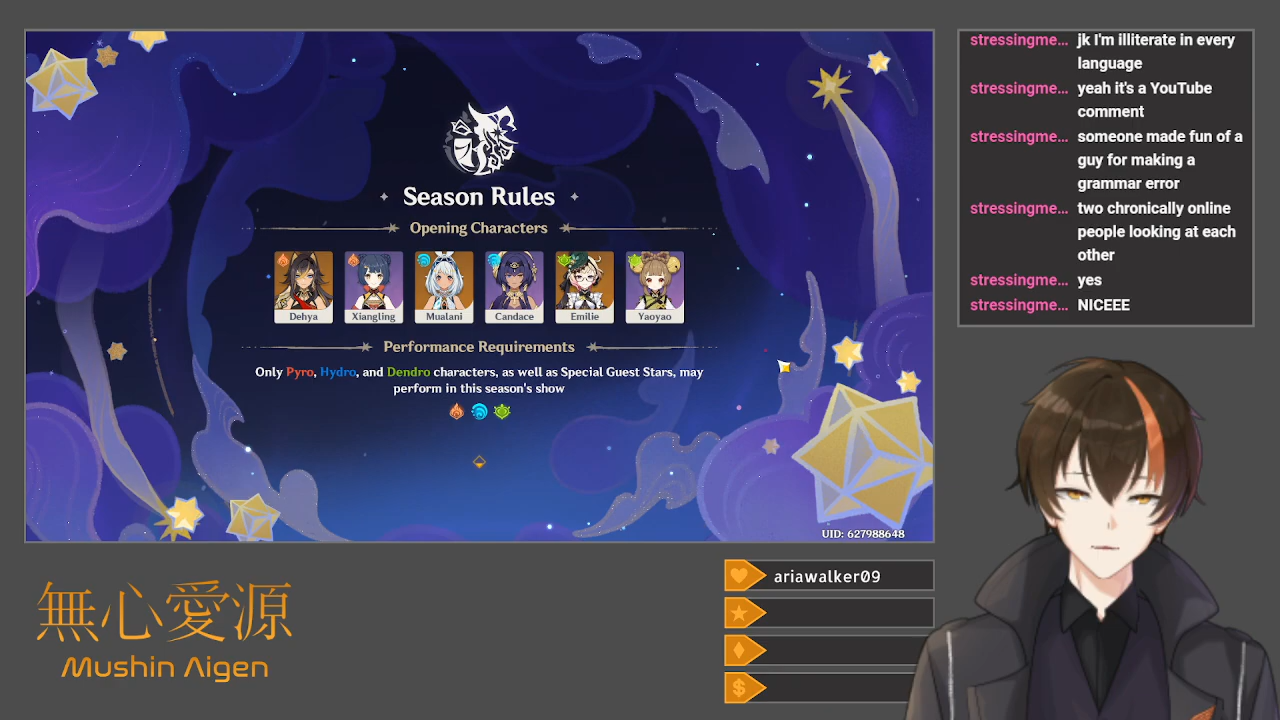 Season Rules
Opening Characters
Dehya
Xiangling
Mualani
Candace
Emilie
Yaoyao
Performance Requirements
Only Pyro, Hydro, and Dendro characters, as well as Special Guest Stars, may
perform in this season's show
UID: 627988648
stressingme... jk I'm illiterate in every
language
stressingme... yeah it's a YouTube
comment
stressingme... someone made fun of a
guy for making a
grammar error
stressingme... two chronically online
people looking at each
other
stressingme... yes
stressingme... NICEEE
無心愛源
Mushin Aigen
ariawalker09
$